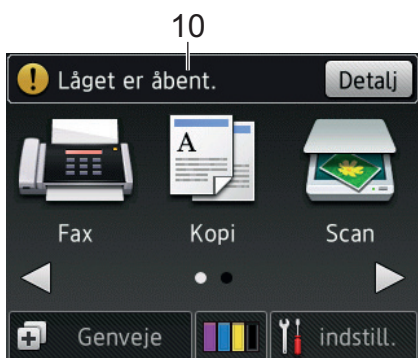 10
Låget er åbent. Detalj
A
Fax Kopi Scan
Genveje indstill.